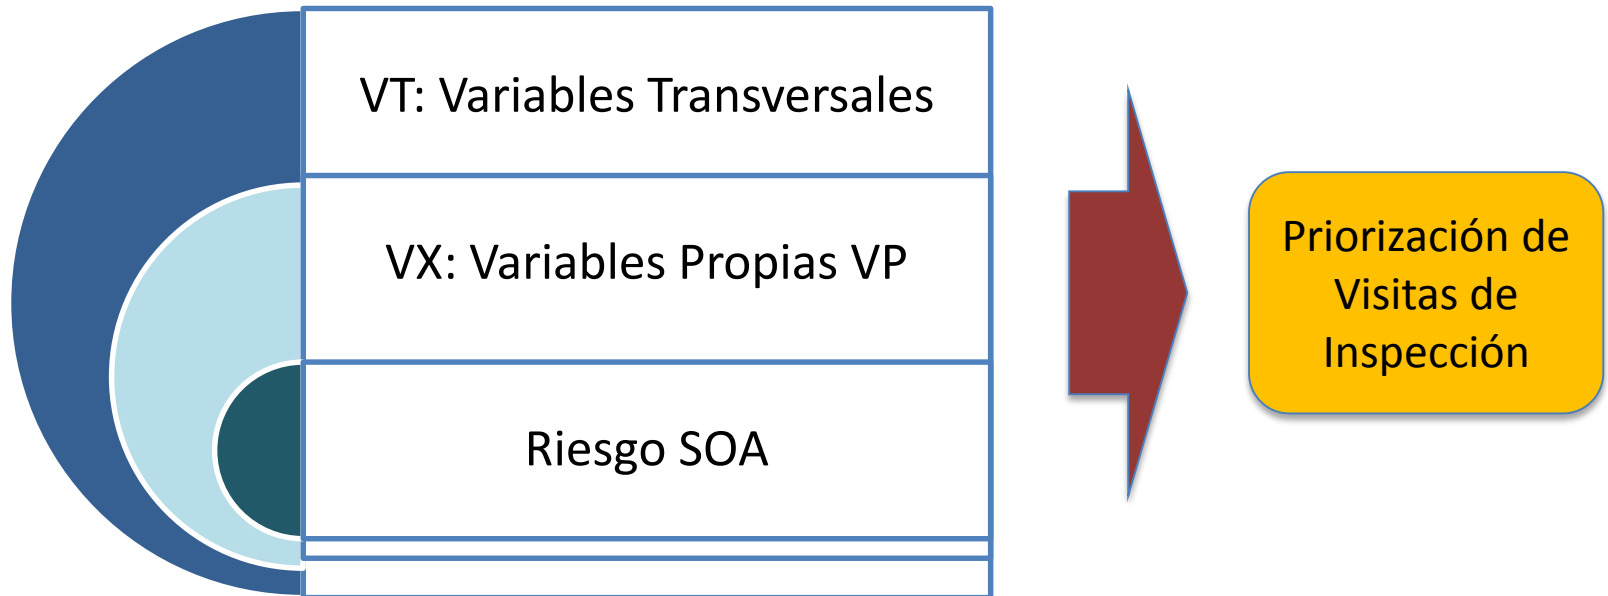 VT: Variables Transversales
VX: Variables Propias VP
Riesgo SOA
Priorización de
Visitas de
Inspección